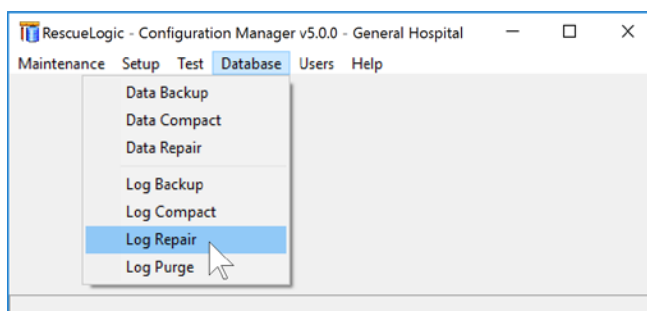 RescueLogic - Configuration Manager v5.0.0 - General Hospital
Maintenance Setup Test Database Users Help
Data Backup
Data Compact
Data Repair
Log Backup
Log Compact
Log Repair
Log Purge